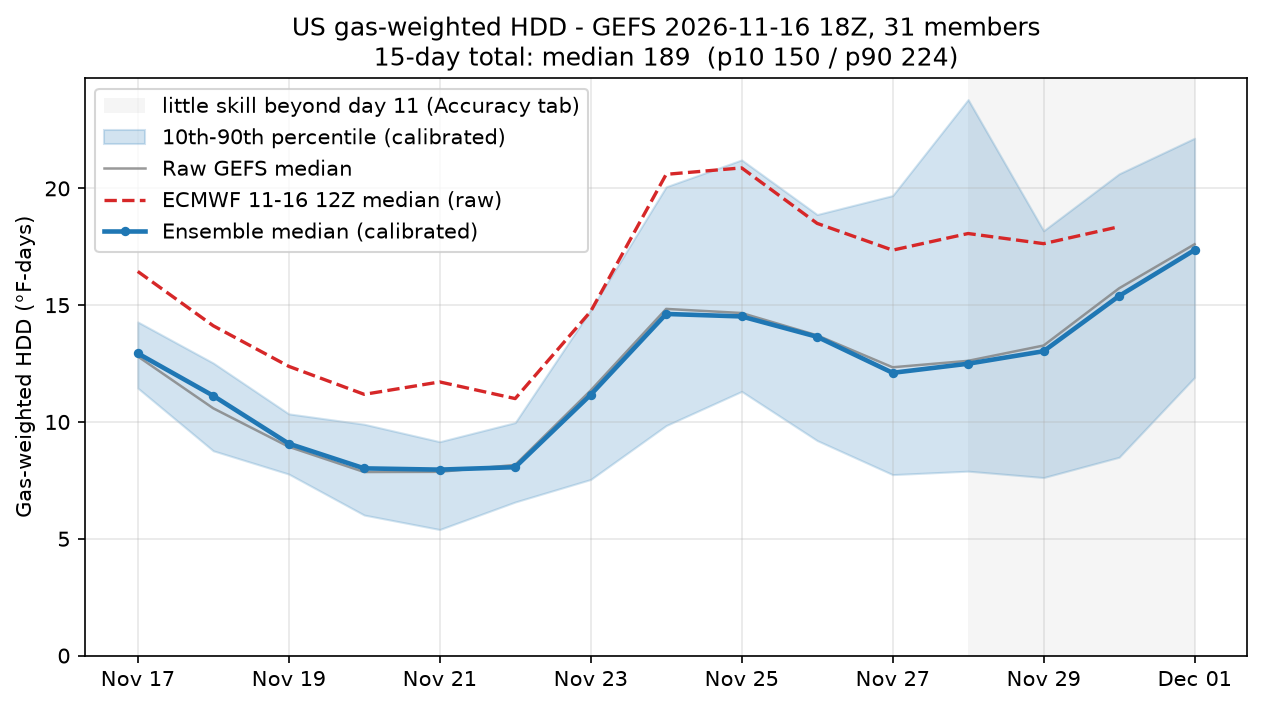 US gas-weighted HDD - GEFS 2026-11-16 18Z, 31 members
15-day total: median 189  (p10 150 / p90 224)
little skill beyond day 11 (Accuracy tab)
10th-90th percentile (calibrated)
Raw GEFS median
ECMWF 11-16 12Z median (raw)
Ensemble median (calibrated)
Gas-weighted HDD (°F-days)
20
15
10
5
0
Nov 17
Nov 19
Nov 21
Nov 23
Nov 25
Nov 27
Nov 29
Dec 01